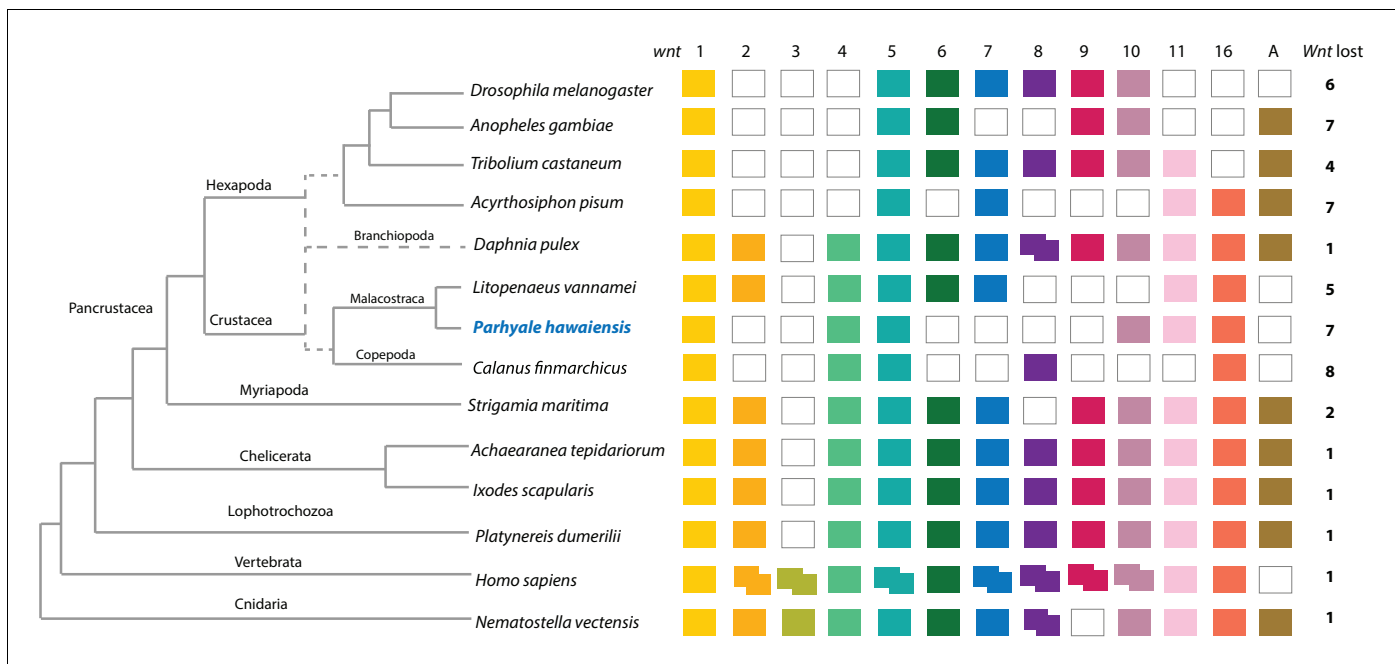 wnt 1 2 3 4 5 6 7 8 9 10 11 16 A Wnt lost
Drosophila melanogaster 6
Anopheles gambiae 7
Tribolium castaneum 4
Hexapoda
Acyrthosiphon pisum 7
Branchiopoda
Daphnia pulex 1
Litopenaeus vannamei 5
Malacostraca
Pancrustacea
Crustacea
Parhyale hawaiensis 7
Copepoda
Calanus finmarchicus 8
Myriapoda
Strigamia maritima 2
Achaearanea tepidariorum 1
Chelicerata
Ixodes scapularis 1
Lophotrochozoa
Platynereis dumerilii 1
Vertebrata
Homo sapiens 1
Cnidaria
Nematostella vectensis 1